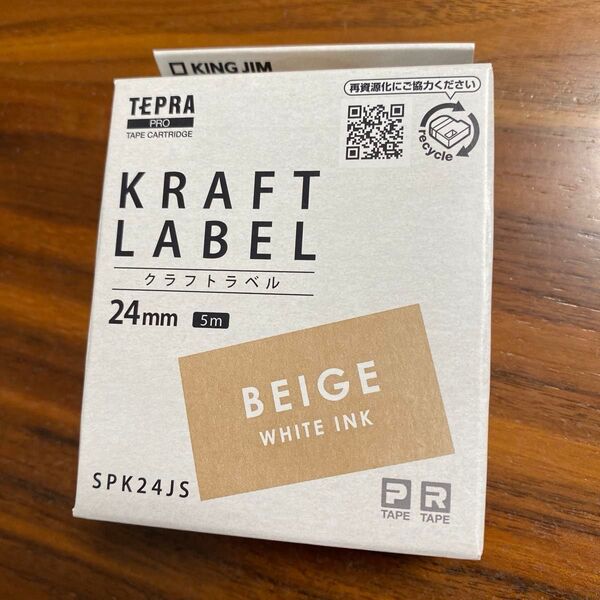 KING JIM
TEPRA
PRO
TAPE CARTRIDGE
再資源化にご協力ください
recycle
KRAFT
LABEL
クラフトラベル
24mm 5m
BEIGE
WHITE INK
SPK24JS
P R
TAPE TAPE